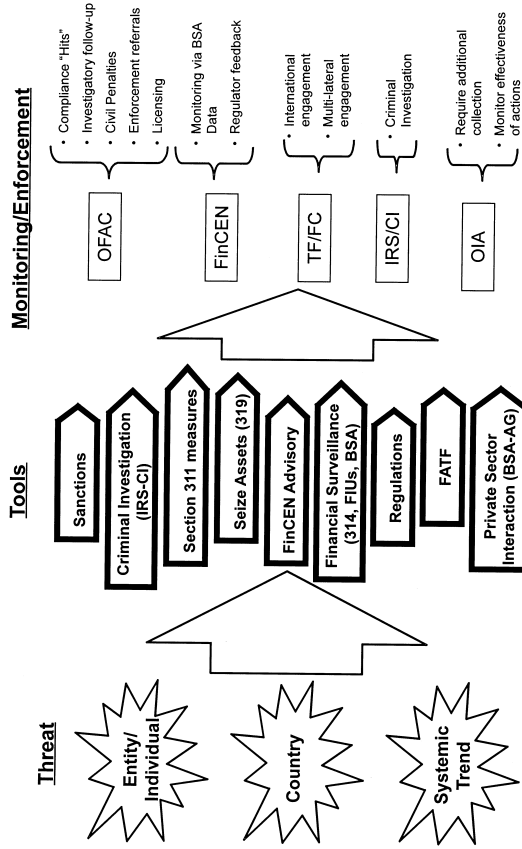 Threat
Entity/
Individual
Country
Systemic
Trend
Tools
Sanctions
Criminal Investigation
(IRS-CI)
Section 311 measures
Seize Assets (319)
FinCEN Advisory
Financial Surveillance
(314, FIUs, BSA)
Regulations
FATF
Private Sector
Interaction (BSA-AG)
Monitoring/Enforcement
OFAC
• Compliance “Hits”
• Investigatory follow-up
• Civil Penalties
• Enforcement referrals
• Licensing
FinCEN
• Monitoring via BSA
Data
• Regulator feedback
TF/FC
• International
engagement
• Multi-lateral
engagement
IRS/CI
• Criminal
Investigation
OIA
• Require additional
collection
• Monitor effectiveness
of actions